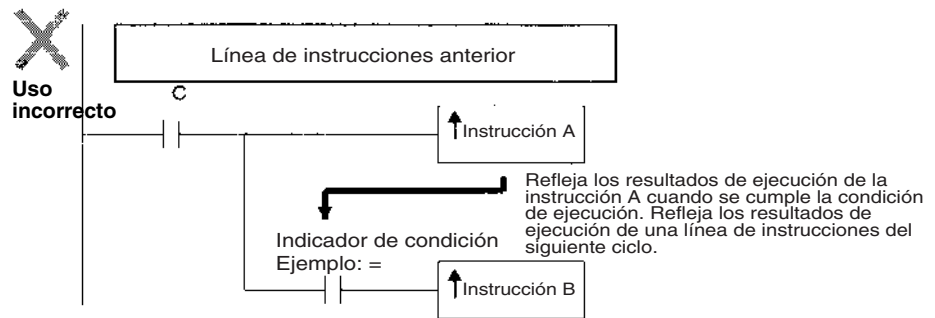 Línea de instrucciones anterior
Uso
incorrecto
C
Instrucción A
Refleja los resultados de ejecución de la
instrucción A cuando se cumple la condición
de ejecución. Refleja los resultados de
ejecución de una línea de instrucciones del
siguiente ciclo.
Indicador de condición
Ejemplo: =
Instrucción B